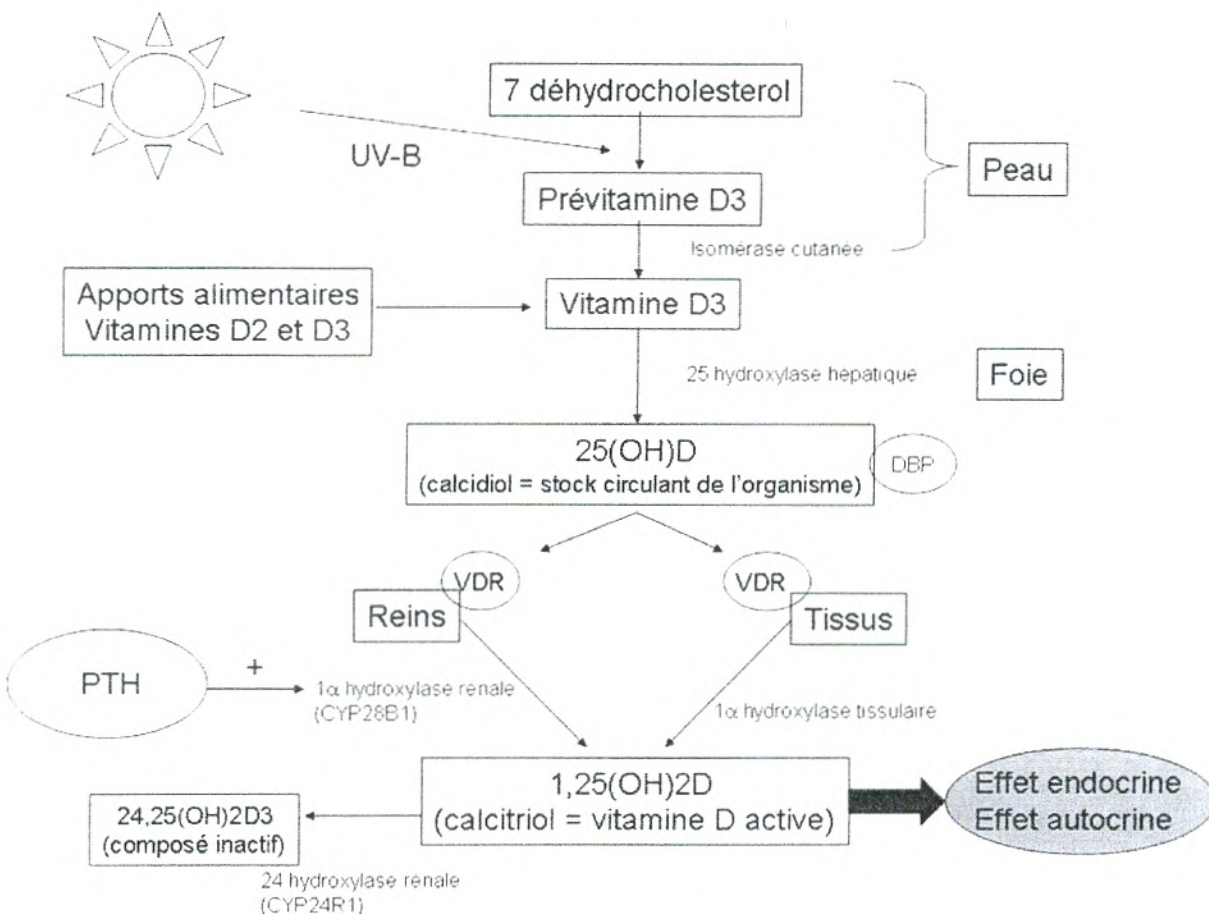 7 déhydrocholesterol
UV-B
Peau
Prévitamine D3
Isomérase cutanée
Apports alimentaires
Vitamines D2 et D3
Vitamine D3
25 hydroxylase hépatique
Foie
25(OH)D
(calcidiol = stock circulant de l'organisme)
DBP
VDR
VDR
Reins
Tissus
PTH
+
1α hydroxylase rénale
(CYP28B1)
1α hydroxylase tissulaire
1,25(OH)2D
(calcitriol = vitamine D active)
Effet endocrine
Effet autocrine
24,25(OH)2D3
(composé inactif)
24 hydroxylase rénale
(CYP24R1)